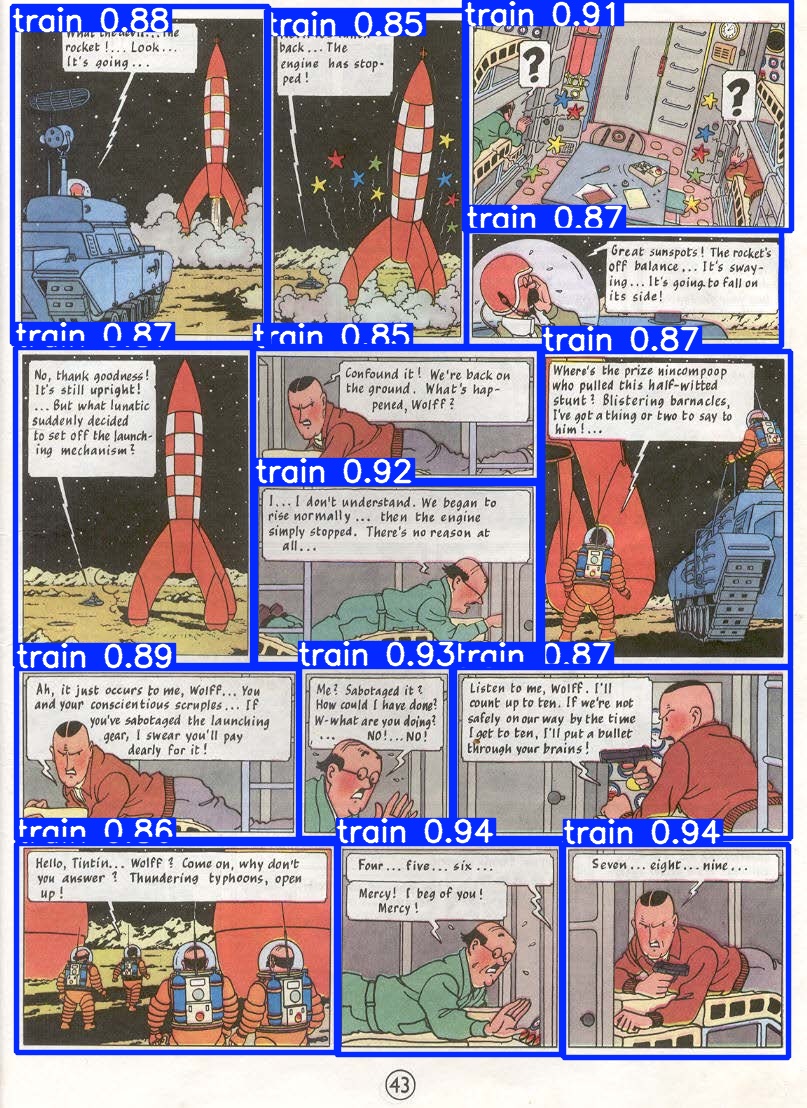 train 0.88
What the devil... The
rocket!... Look...
It's going...
train 0.85
back... The
engine has stop-
ped!
train 0.91
?
?
train 0.87
Great sunspots! The rocket's
off balance... It's sway-
ing... It's going to fall on
its side!
train 0.87
No, thank goodness!
It's still upright!
... But what lunatic
suddenly decided
to set off the launch-
ing mechanism?
train 0.85
Confound it! We're back on
the ground. What's hap-
pened, Wolff?
train 0.92
I... I don't understand. We began to
rise normally... then the engine
simply stopped. There's no reason at
all...
train 0.87
Where's the prize nincompoop
who pulled this half-witted
stunt? Blistering barnacles,
I've got a thing or two to say to
him!...
train 0.89
Ah, it just occurs to me, Wolff... You
and your conscientious scruples... If
you've sabotaged the launching
gear, I swear you'll pay
dearly for it!
train 0.93
Me? Sabotaged it?
How could I have done?
W-what are you doing?
... NO!...NO!
train 0.87
Listen to me, Wolff. I'll
count up to ten. If we're not
safely on our way by the time
I get to ten, I'll put a bullet
through your brains!
train 0.86
Hello, Tintin... Wolff? Come on, why don't
you answer? Thundering typhoons, open
up!
train 0.94
Four... five... six...
Mercy! I beg of you!
Mercy!
train 0.94
Seven... eight... nine...
43